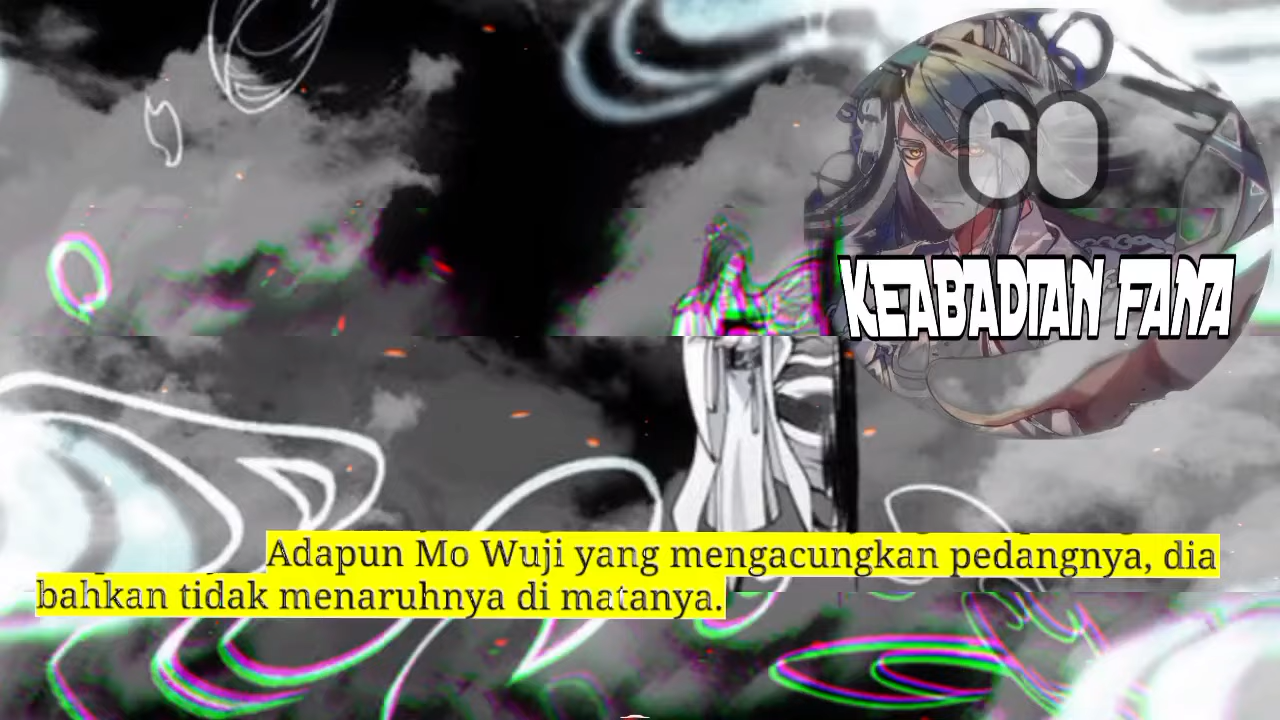 60
KEABADIAN FANA
Adapun Mo Wuji yang mengacungkan pedangnya, dia
bahkan tidak menaruhnya di matanya.